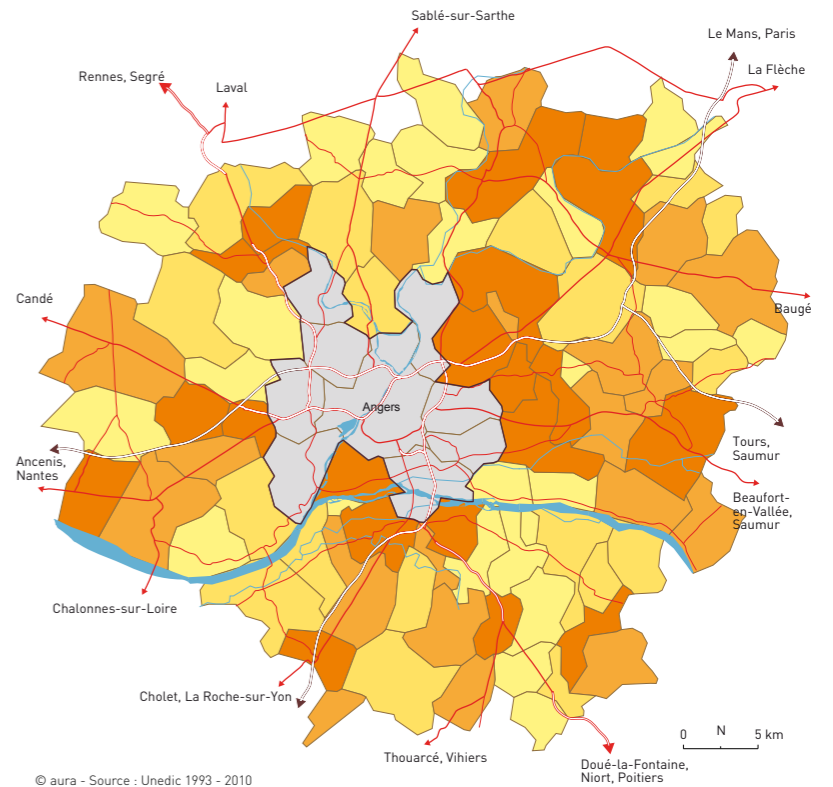 Sablé-sur-Sarthe
Le Mans, Paris
La Flèche
Rennes, Segré
Laval
Candé
Baugé
Angers
Ancenis,
Nantes
Tours,
Saumur
Beaufort-
en-Vallée,
Saumur
Chalonnes-sur-Loire
Cholet, La Roche-sur-Yon
0 N 5 km
Thouarcé, Vihiers
Doué-la-Fontaine,
Niort, Poitiers
© aura - Source : Unedic 1993 - 2010